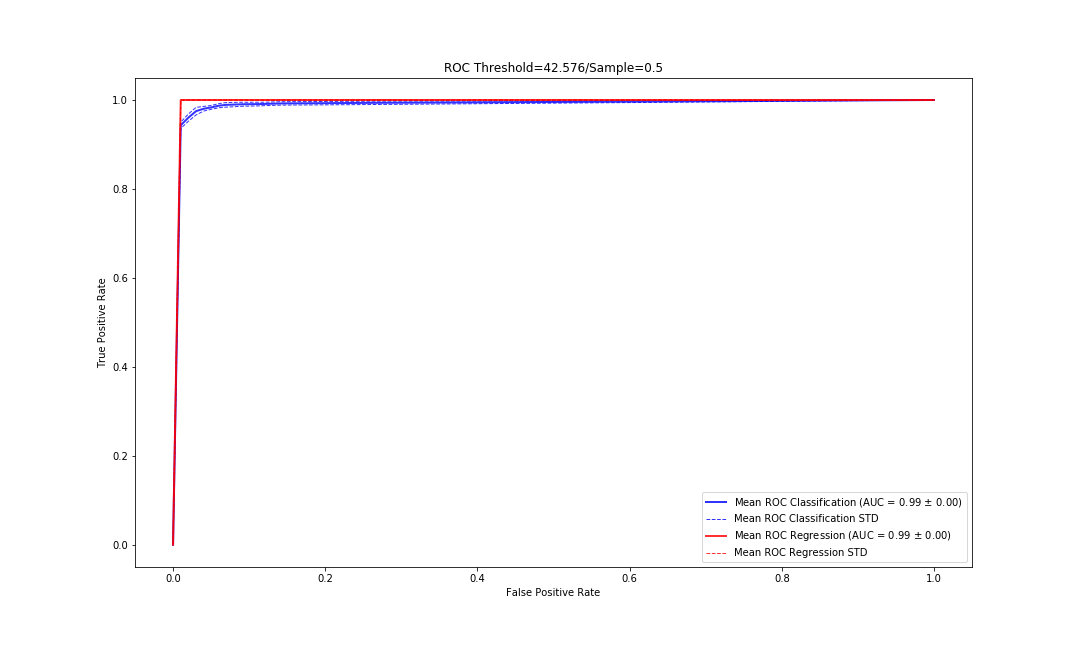 ROC Threshold=42.576/Sample=0.5
1.0
0.8
0.6
0.4
0.2
0.0
True Positive Rate
Mean ROC Classification (AUC = 0.99 ± 0.00)
Mean ROC Classification STD
Mean ROC Regression (AUC = 0.99 ± 0.00)
Mean ROC Regression STD
0.0 0.2 0.4 0.6 0.8 1.0
False Positive Rate